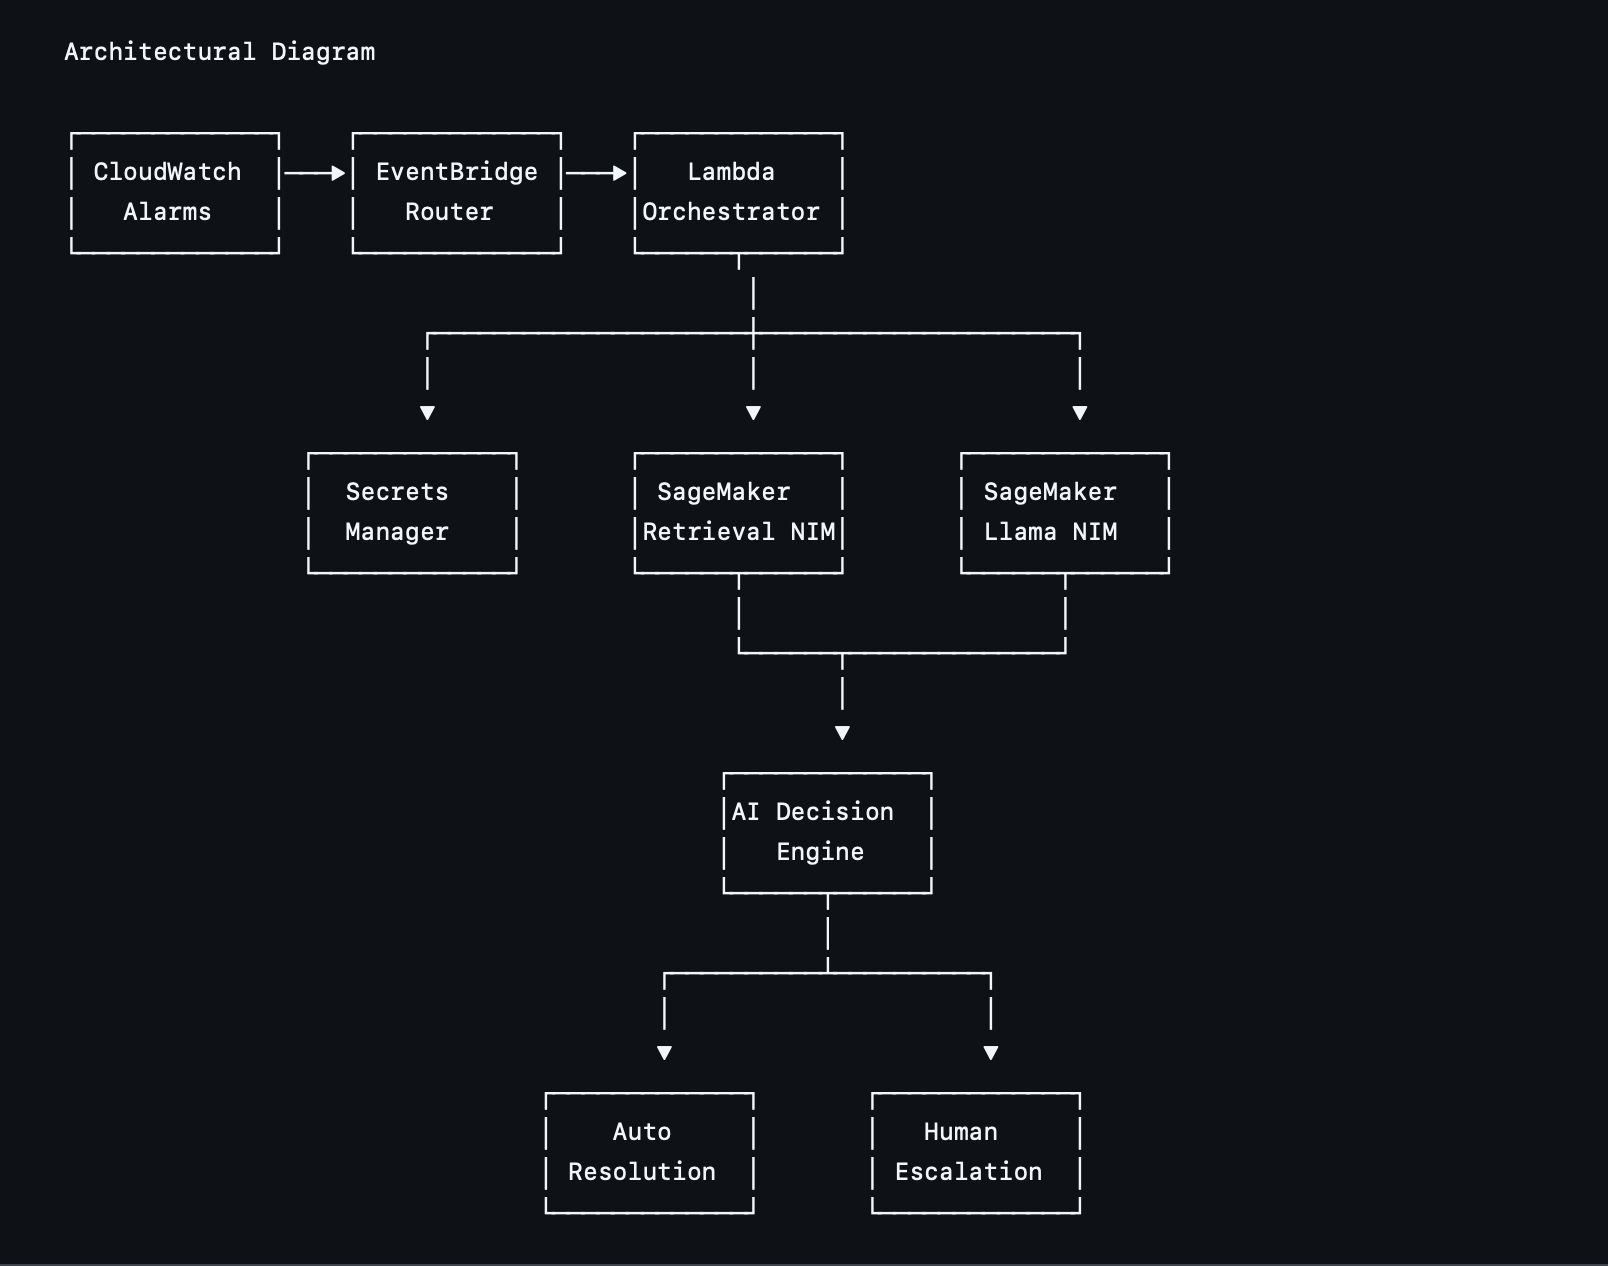 Architectural Diagram
CloudWatch
Alarms
EventBridge
Router
Lambda
Orchestrator
Secrets
Manager
SageMaker
Retrieval NIM
SageMaker
Llama NIM
AI Decision
Engine
Auto
Resolution
Human
Escalation